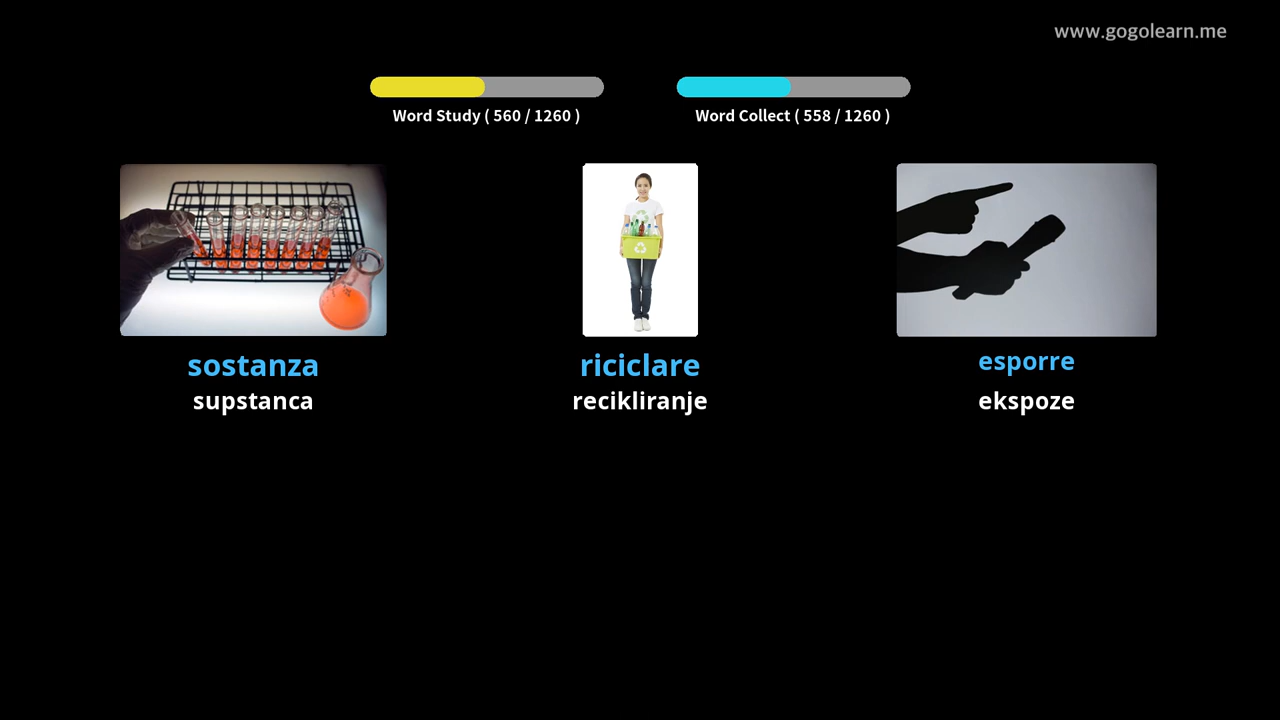 www.gogolearn.me
Word Study ( 560 / 1260 )
Word Collect ( 558 / 1260 )
sostanza
supstanca
riciclare
recikliranje
esporre
ekspoze